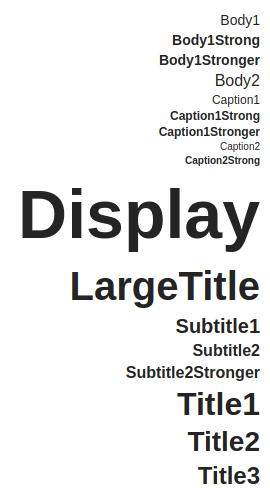 Body1
Body1Strong
Body1Stronger
Body2
Caption1
Caption1Strong
Caption1Stronger
Caption2
Caption2Strong
Display
LargeTitle
Subtitle1
Subtitle2
Subtitle2Stronger
Title1
Title2
Title3